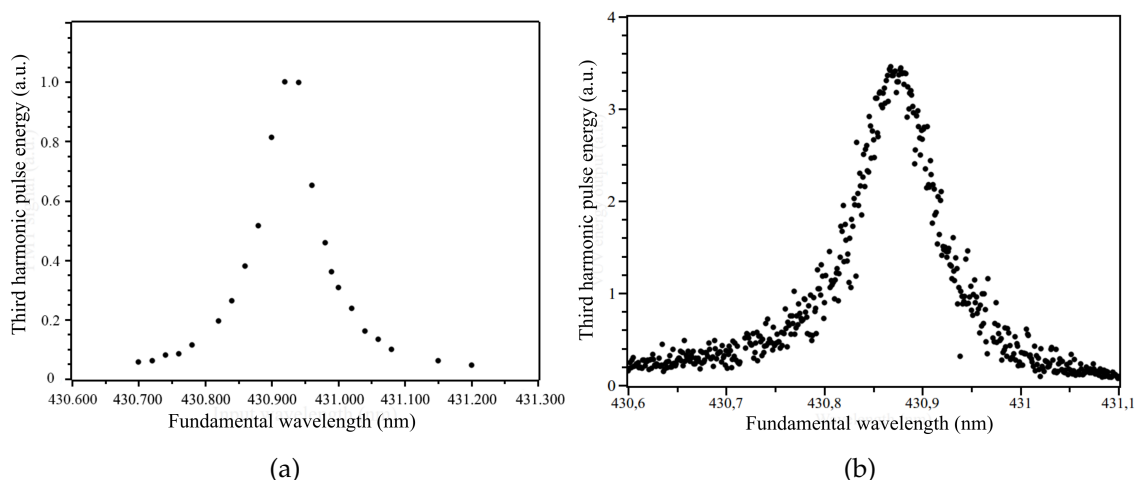 Third harmonic pulse energy (a.u.)
1.0
0.8
0.6
0.4
0.2
0
430.600 430.700 430.800 430.900 431.000 431.100 431.200 431.300
Fundamental wavelength (nm)
(a)
Third harmonic pulse energy (a.u.)
4
3
2
1
0
430,6 430,7 430,8 430,9 431 431,1
Fundamental wavelength (nm)
(b)